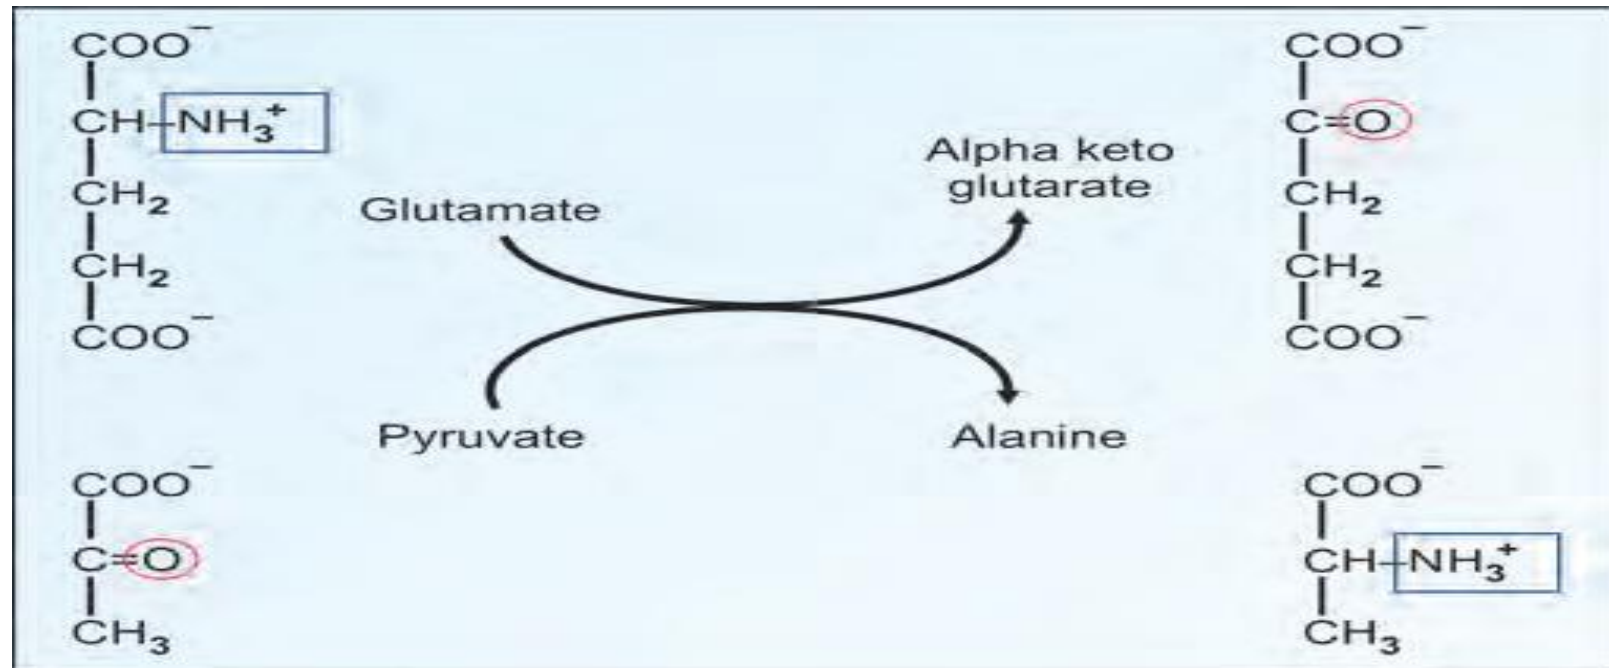 COO⁻
CH–NH₃⁺
CH₂
CH₂
COO⁻
Glutamate
Alpha keto
glutarate
COO⁻
C=O
CH₂
CH₂
COO⁻
Pyruvate
Alanine
COO⁻
C=O
CH₃
COO⁻
CH–NH₃⁺
CH₃